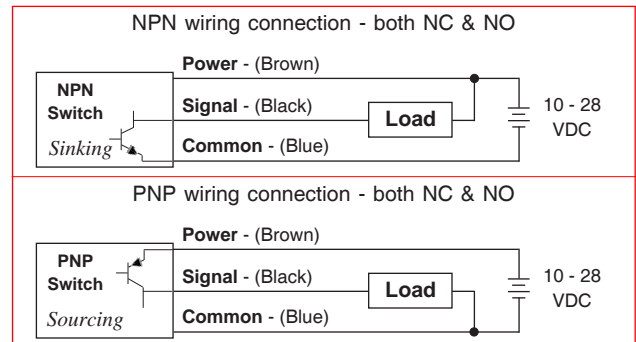 NPN wiring connection - both NC & NO
Power - (Brown)
NPN
Switch
Signal - (Black)
Load
10 - 28
VDC
Sinking
Common - (Blue)
PNP wiring connection - both NC & NO
Power - (Brown)
PNP
Switch
Signal - (Black)
Load
10 - 28
VDC
Sourcing
Common - (Blue)